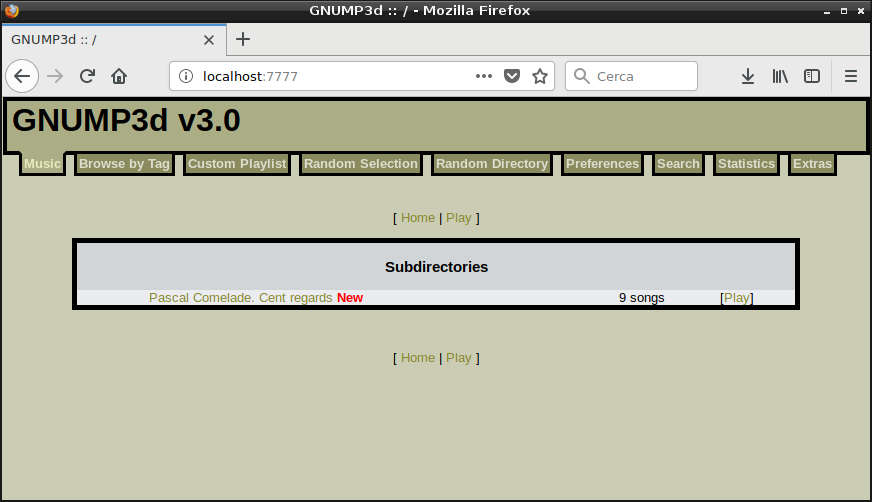 GNUMP3d :: / - Mozilla Firefox
GNUMP3d :: /
localhost:7777 Cerca
GNUMP3d v3.0
Music Browse by Tag Custom Playlist Random Selection Random Directory Preferences Search Statistics Extras
[ Home | Play ]
Subdirectories
Pascal Comelade. Cent regards New 9 songs [Play]
[ Home | Play ]